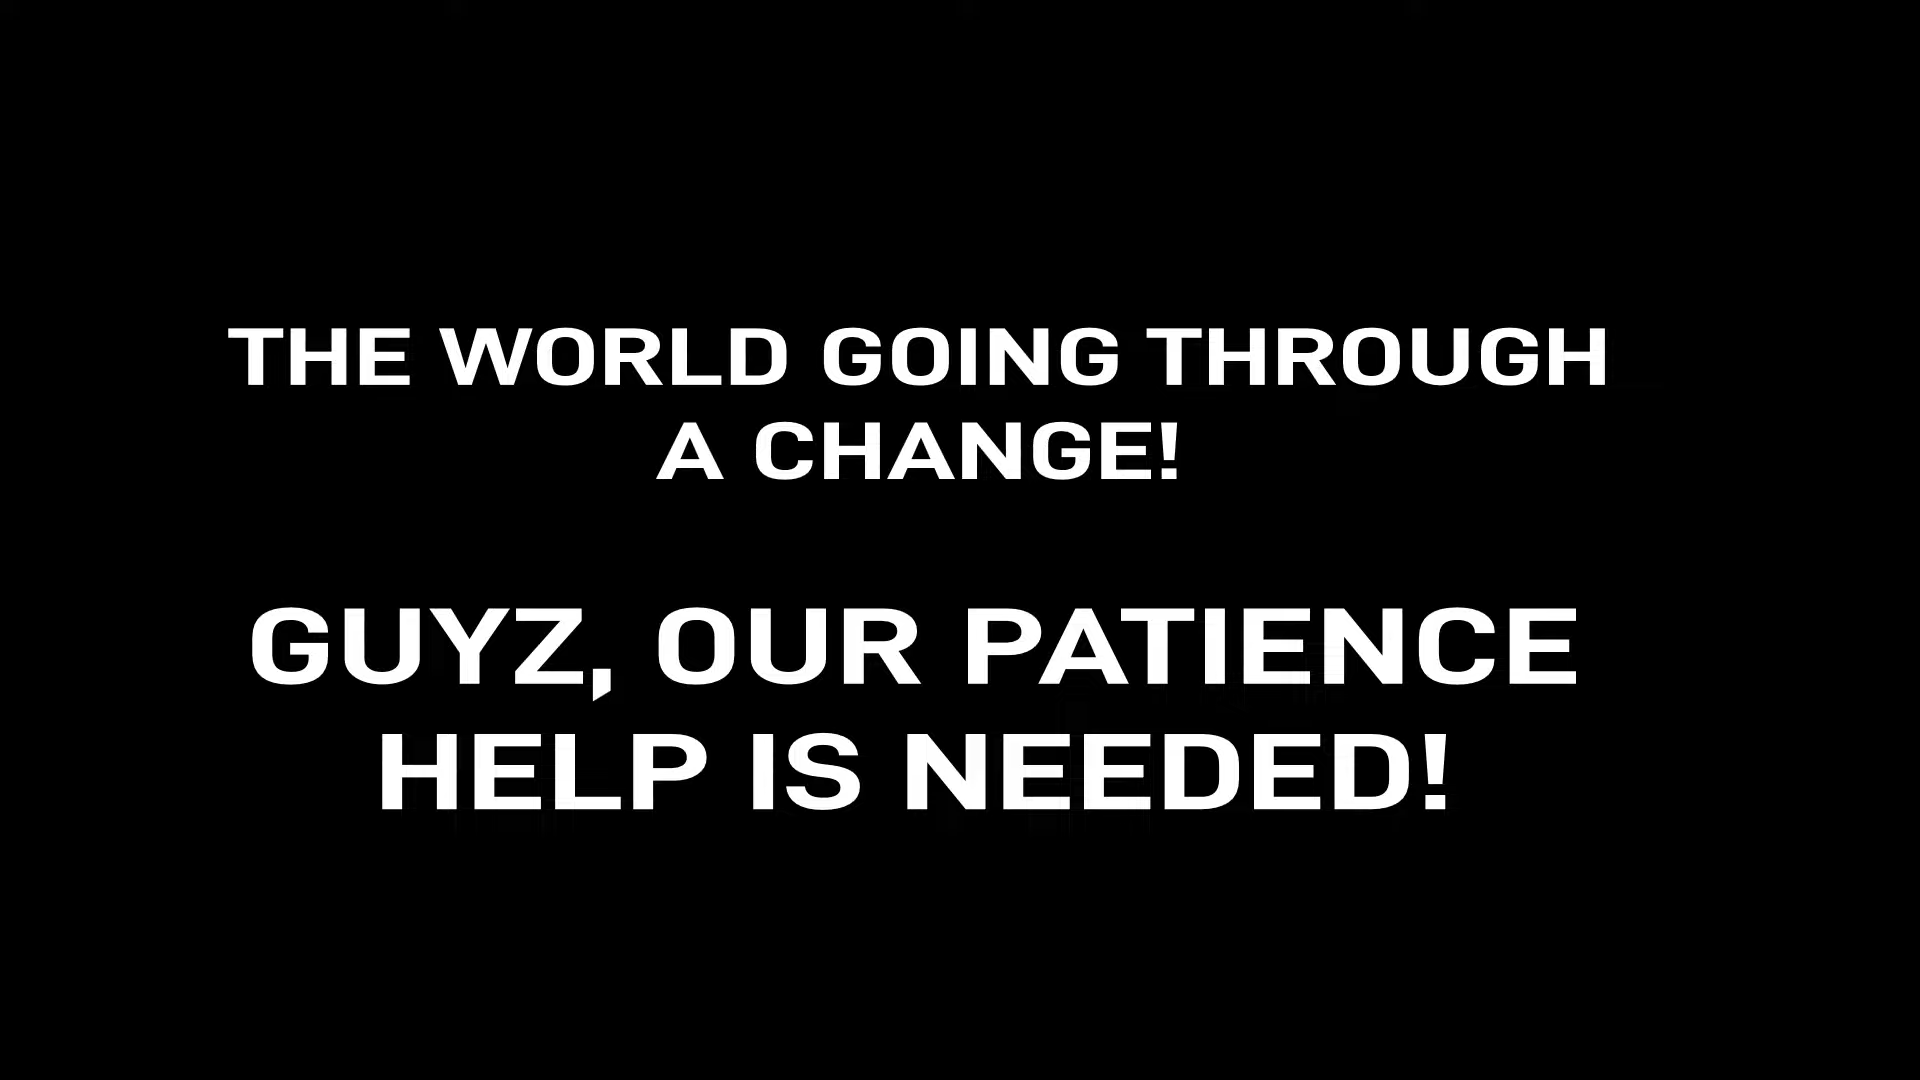 THE WORLD GOING THROUGH
A CHANGE!
GUYZ, OUR PATIENCE
HELP IS NEEDED!